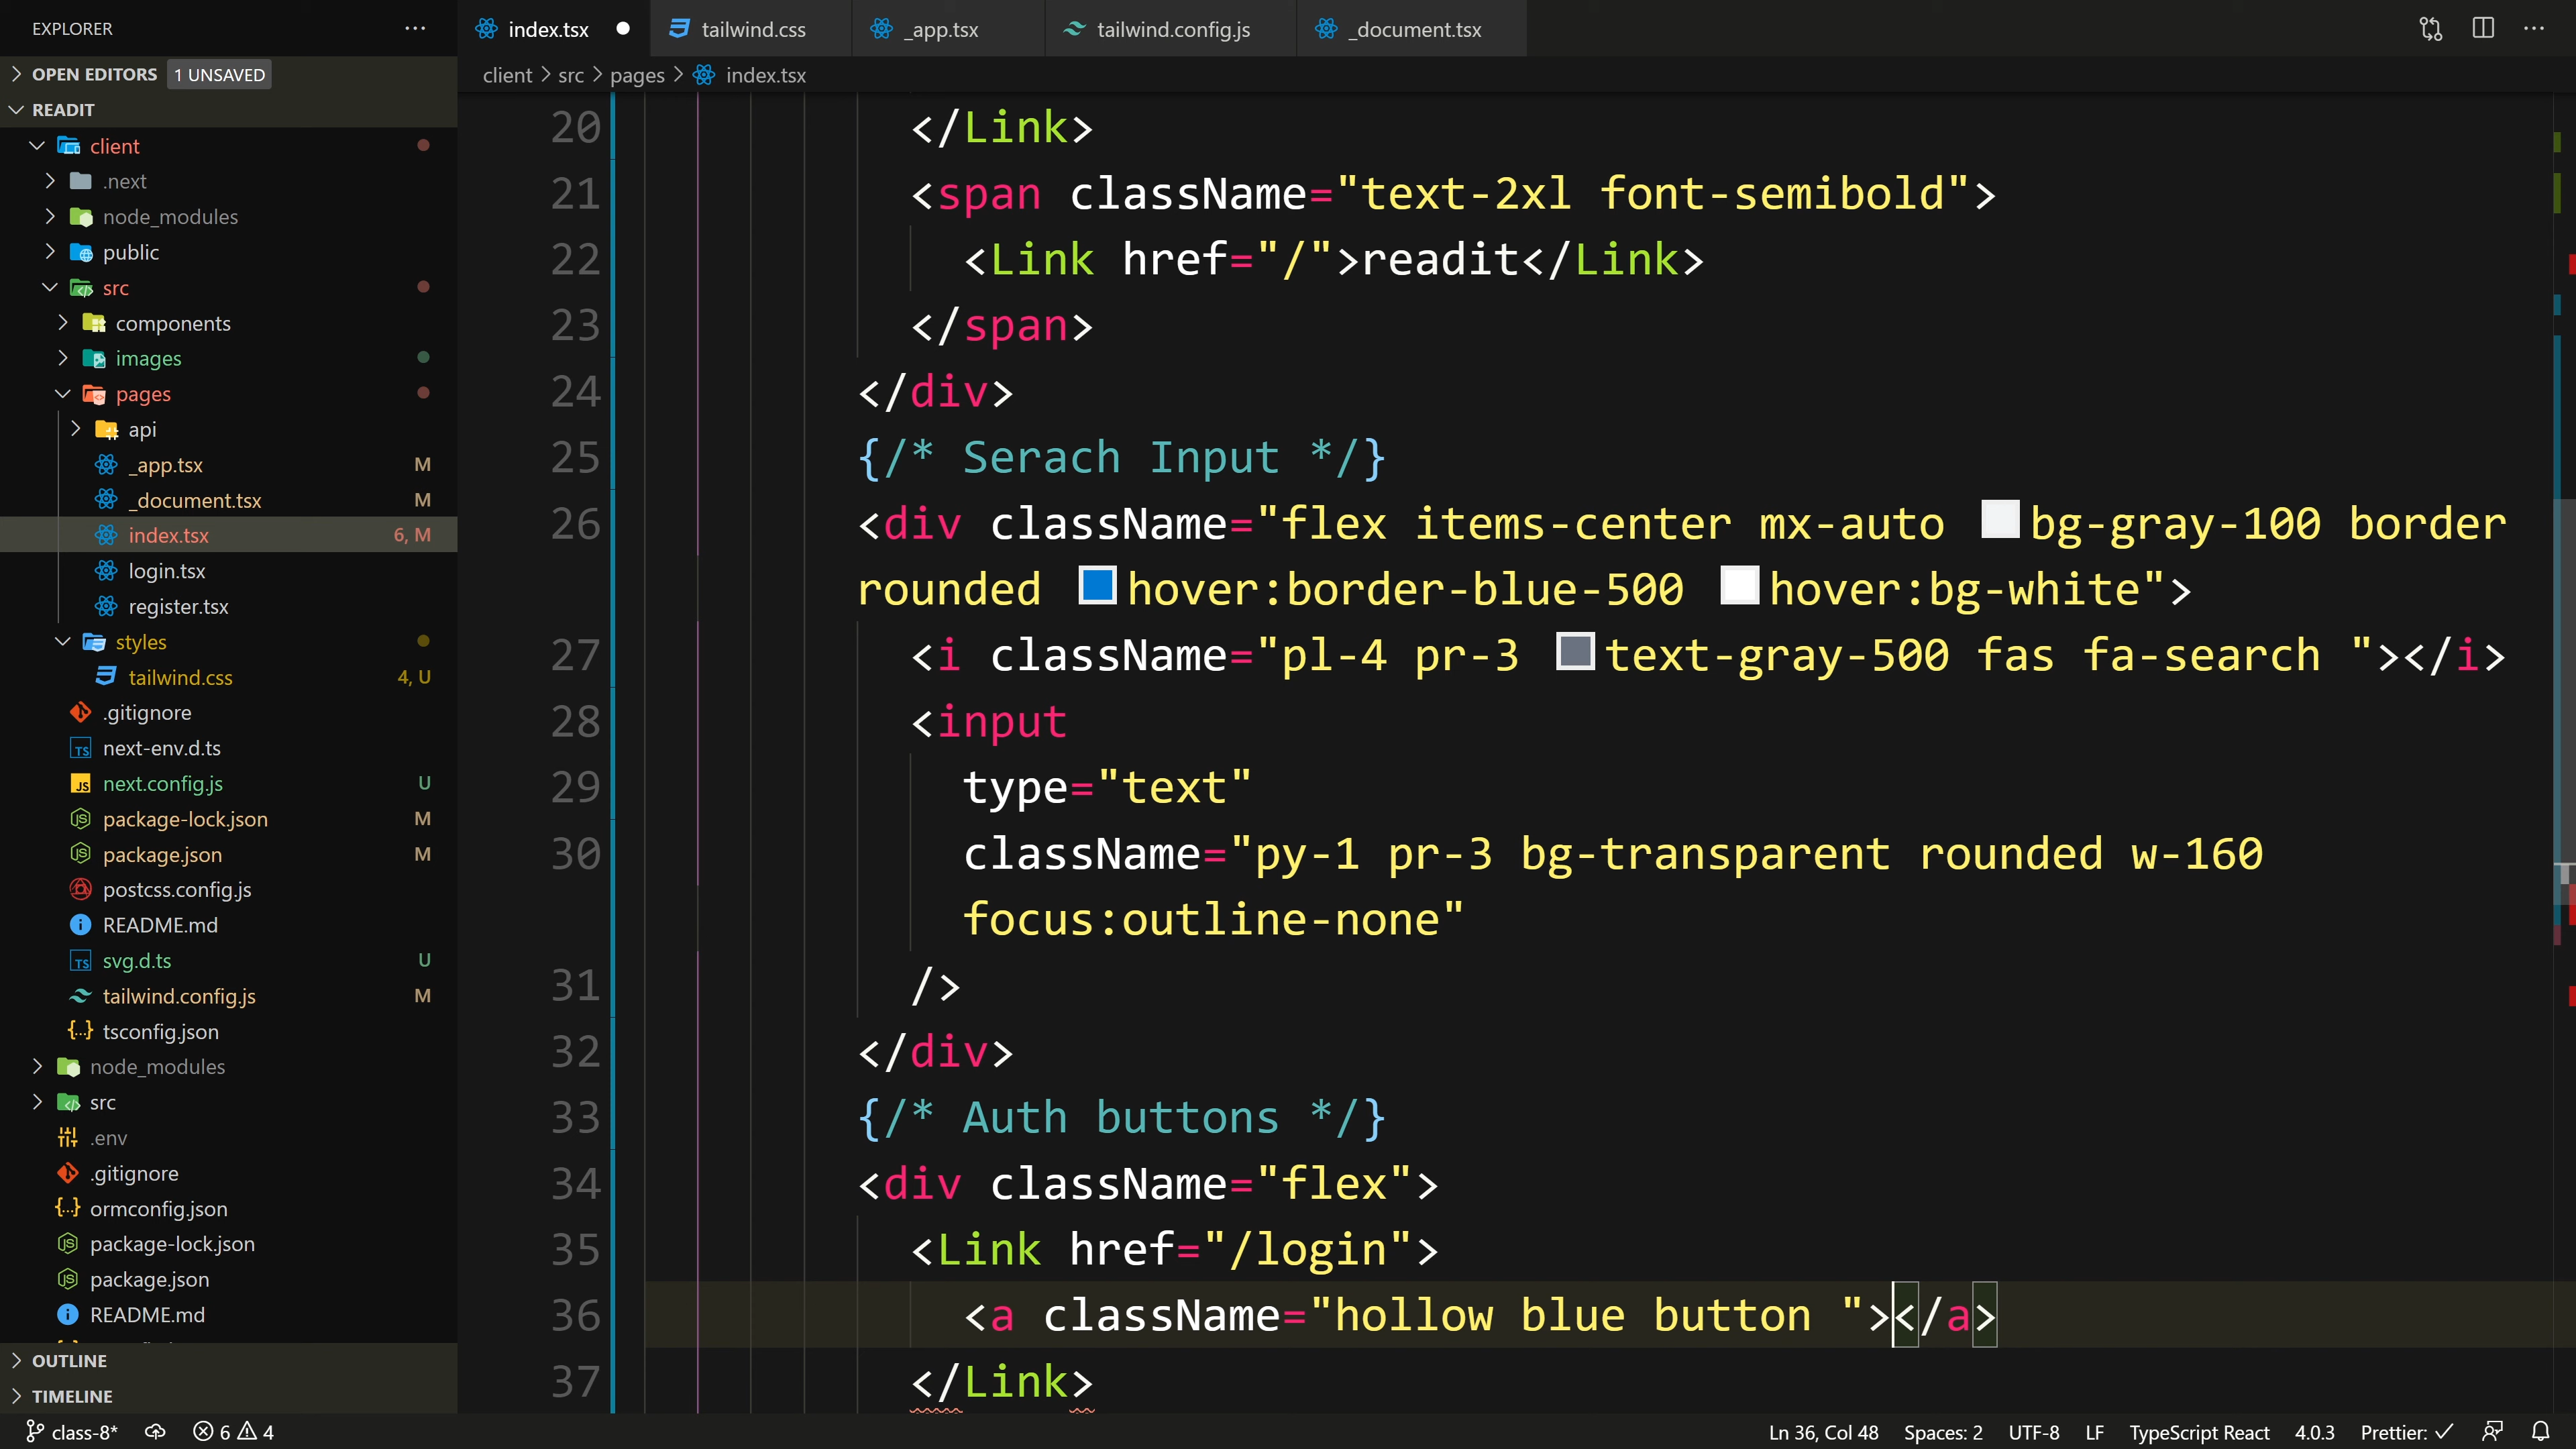 EXPLORER
OPEN EDITORS 1 UNSAVED
READIT
client
.next
node_modules
public
src
components
images
pages
api
_app.tsx M
_document.tsx M
index.tsx 6, M
login.tsx
register.tsx
styles
tailwind.css 4, U
.gitignore
next-env.d.ts
next.config.js U
package-lock.json M
package.json M
postcss.config.js
README.md
svg.d.ts U
tailwind.config.js M
tsconfig.json
node_modules
src
.env
.gitignore
ormconfig.json
package-lock.json
package.json
README.md
OUTLINE
TIMELINE
index.tsx tailwind.css _app.tsx tailwind.config.js _document.tsx
client > src > pages > index.tsx
20 </Link>
21 <span className="text-2xl font-semibold">
22 <Link href="/">readit</Link>
23 </span>
24 </div>
25 {/* Serach Input */}
26 <div className="flex items-center mx-auto bg-gray-100 border
rounded hover:border-blue-500 hover:bg-white">
27 <i className="pl-4 pr-3 text-gray-500 fas fa-search "></i>
28 <input
29 type="text"
30 className="py-1 pr-3 bg-transparent rounded w-160
focus:outline-none"
31 />
32 </div>
33 {/* Auth buttons */}
34 <div className="flex">
35 <Link href="/login">
36 <a className="hollow blue button "></a>
37 </Link>
class-8* 6 4 Ln 36, Col 48 Spaces: 2 UTF-8 LF TypeScript React 4.0.3 Prettier: ✓